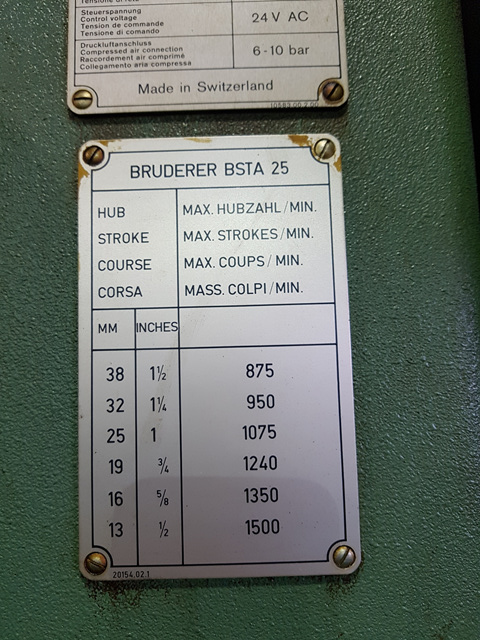 Steuerspannung
Control voltage
Tension de commande
Tensione di comando
24 V AC
Druckluftanschluss
Compressed air connection
Raccordement air comprimé
Collegamento aria compressa
6-10 bar
Made in Switzerland
BRUDERER BSTA 25
HUB MAX. HUBZAHL/MIN.
STROKE MAX. STROKES/MIN.
COURSE MAX. COUPS/MIN.
CORSA MASS. COLPI/MIN.
MM INCHES
38 1½ 875
32 1¼ 950
25 1 1075
19 ¾ 1240
16 ⅝ 1350
13 ½ 1500
20154.02.1